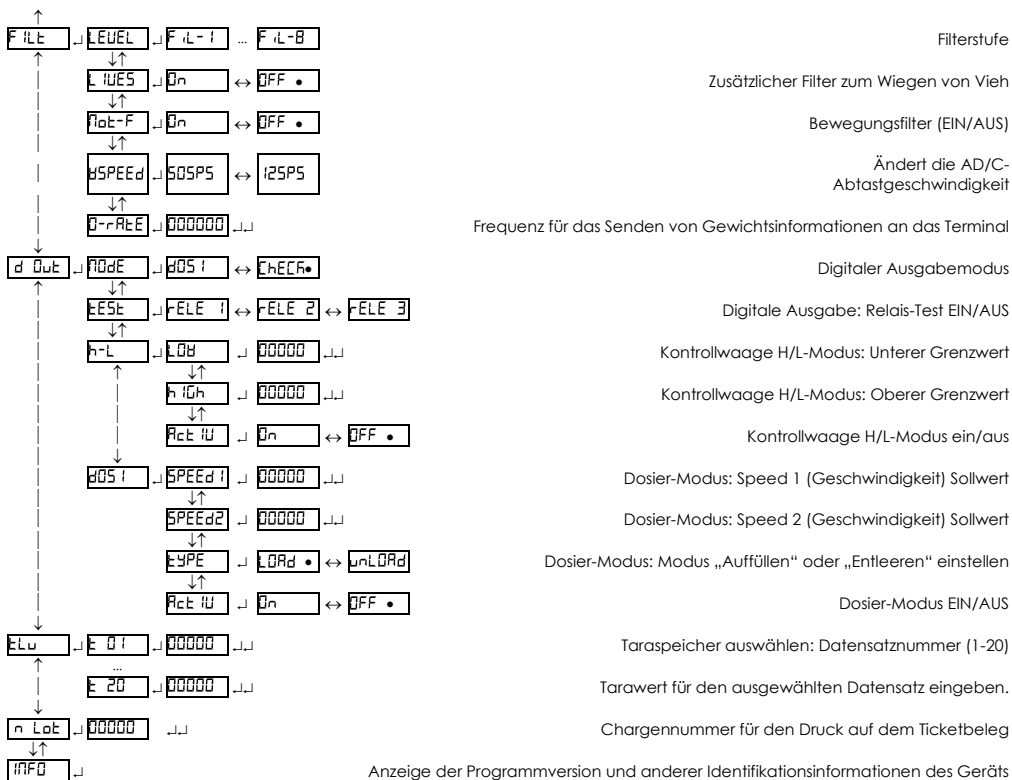 ↑
FILt ↵ LEVEL ↵ FiL-1 ... FiL-8 Filterstufe
↑ ↓↑
LIVES ↵ On ↔ OFF • Zusätzlicher Filter zum Wiegen von Vieh
↓↑
Mot-F ↵ On ↔ OFF • Bewegungsfilter (EIN/AUS)
↓↑
WSPEEd ↵ 50SPS ↔ 12SPS Ändert die AD/C-
Abtastgeschwindigkeit
↓↑
D-rAtE ↵ 000000 ↵↵ Frequenz für das Senden von Gewichtsinformationen an das Terminal
↓
d Out ↵ MOdE ↵ dOS1 ↔ ChECK• Digitaler Ausgabemodus
↑ ↓↑
tESt ↵ rELE 1 ↔ rELE 2 ↔ rELE 3 Digitale Ausgabe: Relais-Test EIN/AUS
↓↑
h-L ↵ LOW ↵ 00000 ↵↵ Kontrollwaage H/L-Modus: Unterer Grenzwert
↑ ↓↑
hIGh ↵ 00000 ↵↵ Kontrollwaage H/L-Modus: Oberer Grenzwert
↓↑
ActIV ↵ On ↔ OFF • Kontrollwaage H/L-Modus ein/aus
↓
dOS1 ↵ SPEEd1 ↵ 00000 ↵↵ Dosier-Modus: Speed 1 (Geschwindigkeit) Sollwert
↓↑
SPEEd2 ↵ 00000 ↵↵ Dosier-Modus: Speed 2 (Geschwindigkeit) Sollwert
↓↑
tYPE ↵ LOAd • ↔ unLOAd Dosier-Modus: Modus „Auffüllen“ oder „Entleeren“ einstellen
↓↑
ActIV ↵ On ↔ OFF • Dosier-Modus EIN/AUS
↓
tLu ↵ t 01 ↵ 00000 ↵↵ Taraspeicher auswählen: Datensatznummer (1-20)
↑ ...
t 20 ↵ 00000 ↵↵ Tarawert für den ausgewählten Datensatz eingeben.
↓
n Lot ↵ 00000 ↵↵ Chargennummer für den Druck auf dem Ticketbeleg
↓↑
INFO ↵ Anzeige der Programmversion und anderer Identifikationsinformationen des Geräts